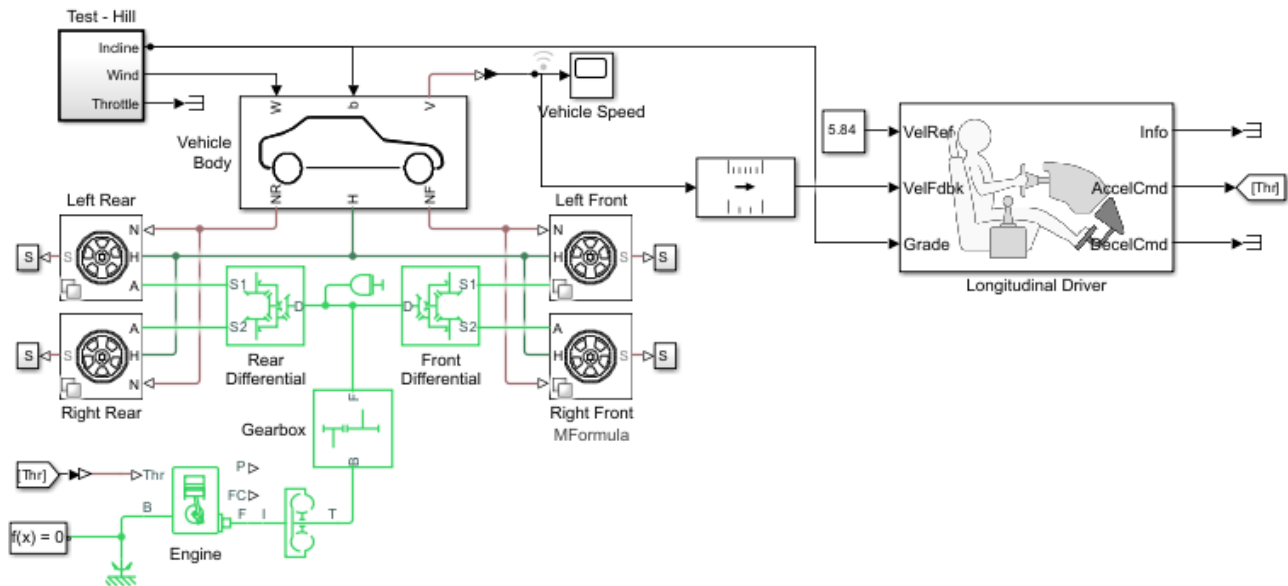 Test - Hill
Incline
Wind
Throttle
W
b
V
Vehicle Speed
Vehicle
Body
NR
H
NF
5.84
VelRef
VelFdbk
Grade
Info
AccelCmd
DecelCmd
[Thr]
Longitudinal Driver
Left Rear
S
S
N
H
A
S1
S2
D
Rear
Differential
D
S1
S2
Front
Differential
Left Front
N
H
S
S
S
S
A
H
N
Right Rear
A
H
N
S
S
Right Front
MFormula
Gearbox
F
B
[Thr]
Thr
P
FC
B
F
I
T
Engine
f(x) = 0